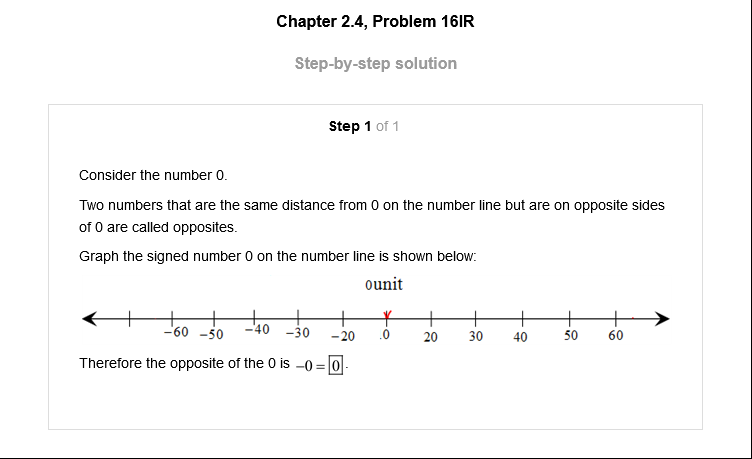 Chapter 2.4, Problem 16IR
Step-by-step solution
Step 1 of 1
Consider the number 0.
Two numbers that are the same distance from 0 on the number line but are on opposite sides
of 0 are called opposites.
Graph the signed number 0 on the number line is shown below:
0unit
−60 −50 −40 −30 −20 .0 20 30 40 50 60
Therefore the opposite of the 0 is −0 = 0.